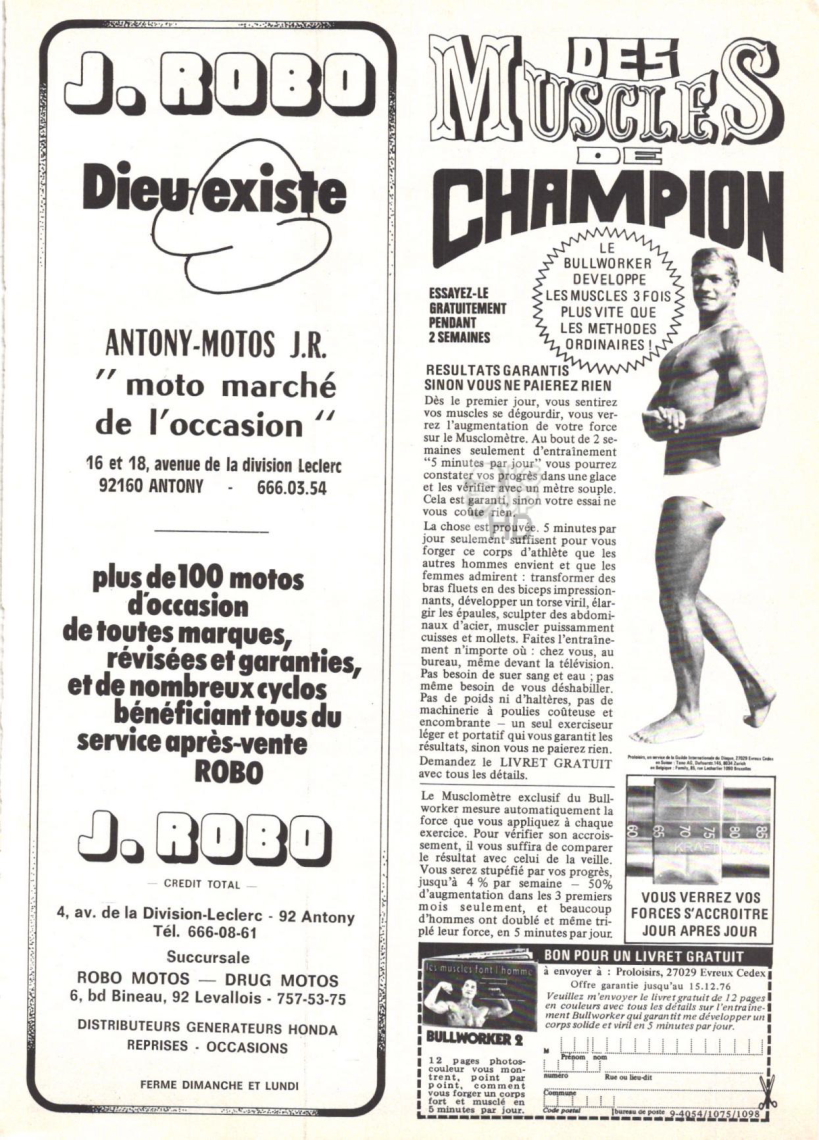 J. ROBO
Dieu existe
ANTONY-MOTOS J.R.
" moto marché
de l'occasion "
16 et 18, avenue de la division Leclerc
92160 ANTONY - 666.03.54
plus de 100 motos
d'occasion
de toutes marques,
révisées et garanties,
et de nombreux cyclos
bénéficiant tous du
service après-vente
ROBO
J. ROBO
— CREDIT TOTAL —
4, av. de la Division-Leclerc - 92 Antony
Tél. 666-08-61
Succursale
ROBO MOTOS — DRUG MOTOS
6, bd Bineau, 92 Levallois - 757-53-75
DISTRIBUTEURS GENERATEURS HONDA
REPRISES - OCCASIONS
FERME DIMANCHE ET LUNDI
DES
MUSCLES
DE
CHAMPION
LE
BULLWORKER
DEVELOPPE
LES MUSCLES 3 FOIS
PLUS VITE QUE
LES METHODES
ORDINAIRES !
ESSAYEZ-LE
GRATUITEMENT
PENDANT
2 SEMAINES
RESULTATS GARANTIS
SINON VOUS NE PAIEREZ RIEN
Dès le premier jour, vous sentirez
vos muscles se dégourdir, vous ver-
rez l'augmentation de votre force
sur le Musclomètre. Au bout de 2 se-
maines seulement d'entraînement
"5 minutes par jour" vous pourrez
constater vos progrès dans une glace
et les vérifier avec un mètre souple.
Cela est garanti, sinon votre essai ne
vous coûte rien.
La chose est prouvée. 5 minutes par
jour seulement suffisent pour vous
forger ce corps d'athlète que les
autres hommes envient et que les
femmes admirent : transformer des
bras fluets en des biceps impression-
nants, développer un torse viril, élar-
gir les épaules, sculpter des abdomi-
naux d'acier, muscler puissamment
cuisses et mollets. Faites l'entraîne-
ment n'importe où : chez vous, au
bureau, même devant la télévision.
Pas besoin de suer sang et eau ; pas
même besoin de vous déshabiller.
Pas de poids ni d'haltères, pas de
machinerie à poulies coûteuse et
encombrante — un seul exerciseur
léger et portatif qui vous garantit les
résultats, sinon vous ne paierez rien.
Demandez le LIVRET GRATUIT
avec tous les détails.
Le Musclomètre exclusif du Bull-
worker mesure automatiquement la
force que vous appliquez à chaque
exercice. Pour vérifier son accrois-
sement, il vous suffira de comparer
le résultat avec celui de la veille.
Vous serez stupéfié par vos progrès,
jusqu'à 4 % par semaine — 50%
d'augmentation dans les 3 premiers
mois seulement, et beaucoup
d'hommes ont doublé et même tri-
plé leur force, en 5 minutes par jour.
Proloisirs, un service de la Guilde Internationale du Disque, 27029 Evreux Cedex
60 65 70 75 80 85
KRAFT
VOUS VERREZ VOS
FORCES S'ACCROITRE
JOUR APRES JOUR
les muscles font l'homme
BULLWORKER 2
12 pages photos-
couleur vous mon-
trent, point par
point, comment
vous forger un corps
fort et musclé en
5 minutes par jour.
BON POUR UN LIVRET GRATUIT
à envoyer à : Proloisirs, 27029 Evreux Cedex
Offre garantie jusqu'au 15.12.76
Veuillez m'envoyer le livret gratuit de 12 pages
en couleurs avec tous les détails sur l'entraîne-
ment Bullworker qui garantit me développer un
corps solide et viril en 5 minutes par jour.
M
Prénom nom
numéro Rue ou lieu-dit
Commune
Code postal bureau de poste 9-4054/1075/1098